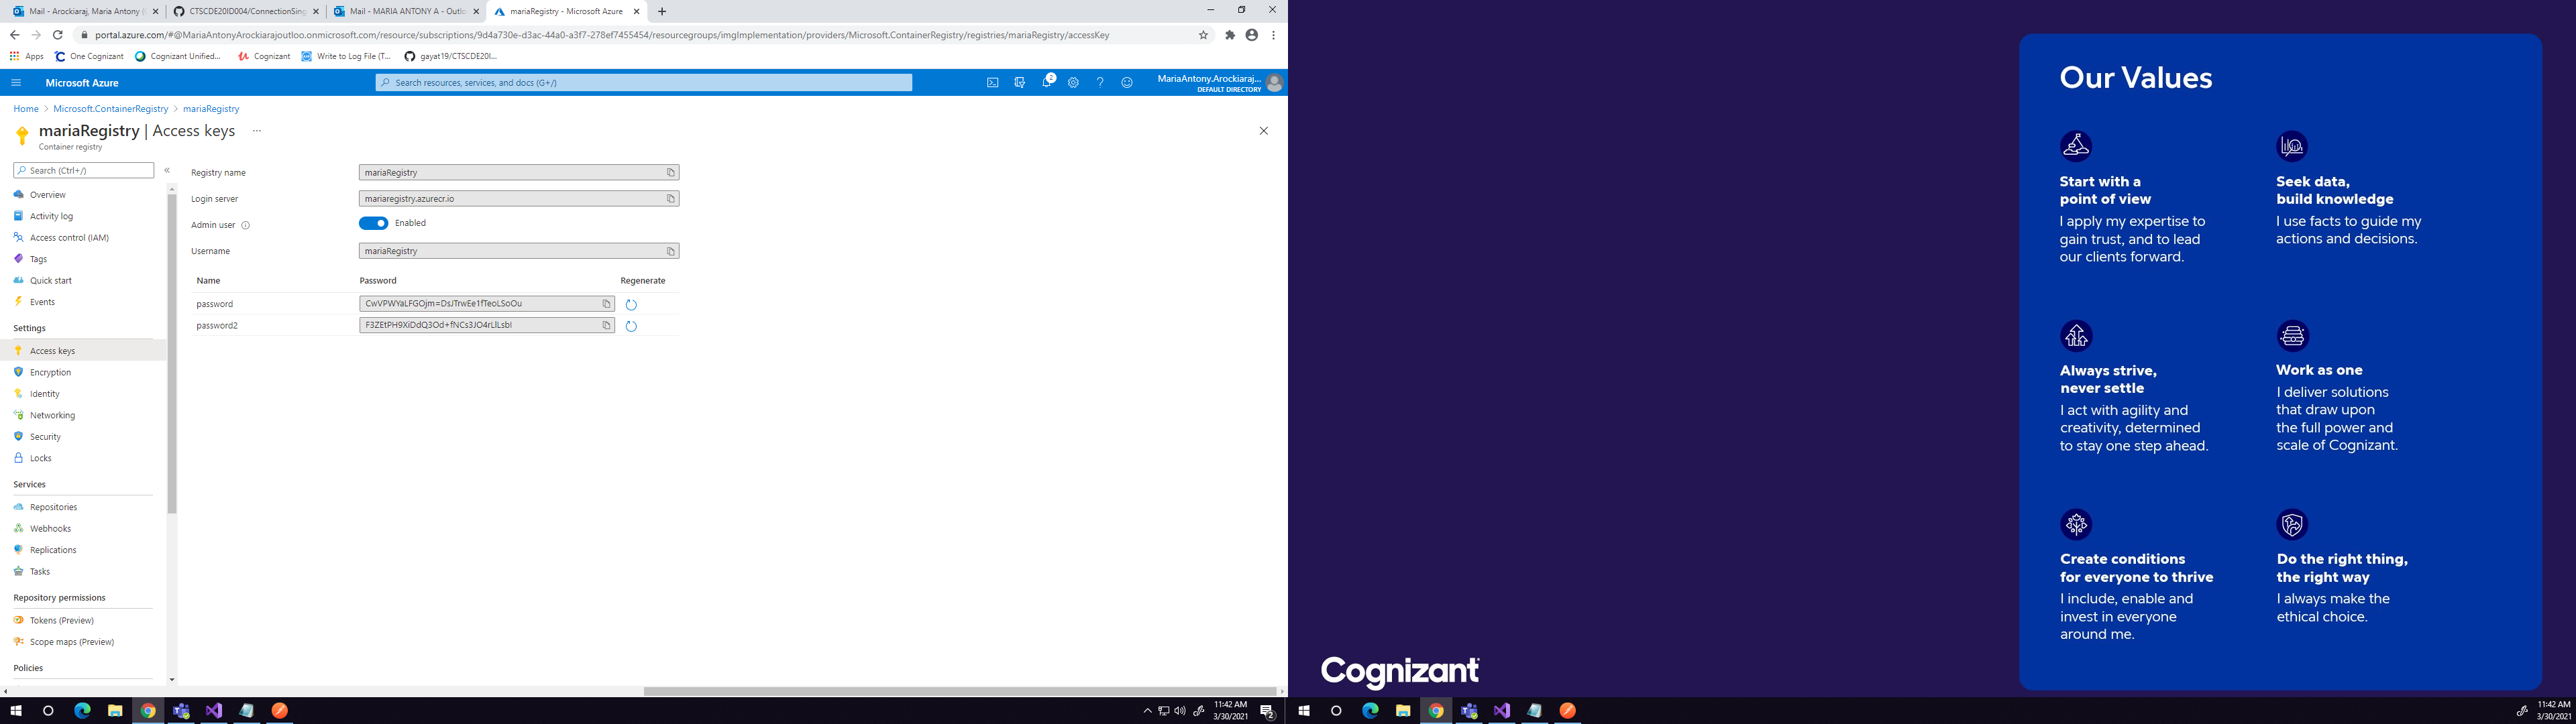 Mail - Arockiaraj, Maria Antony (
CTSCDE20ID004/ConnectionSing
Mail - MARIA ANTONY A - Outlo
mariaRegistry - Microsoft Azure
portal.azure.com/#@MariaAntonyArockiarajoutloo.onmicrosoft.com/resource/subscriptions/9d4a730e-d3ac-44a0-a3f7-278ef7455454/resourcegroups/imgImplementation/providers/Microsoft.ContainerRegistry/registries/mariaRegistry/accessKey
Apps
One Cognizant
Cognizant Unified...
Cognizant
Write to Log File (T...
gayat19/CTSCDE20I...
Microsoft Azure
Search resources, services, and docs (G+/)
2
MariaAntony.Arockiaraj...
DEFAULT DIRECTORY
Home > Microsoft.ContainerRegistry > mariaRegistry
mariaRegistry | Access keys ...
Container registry
Search (Ctrl+/)
«
Overview
Activity log
Access control (IAM)
Tags
Quick start
Events
Settings
Access keys
Encryption
Identity
Networking
Security
Locks
Services
Repositories
Webhooks
Replications
Tasks
Repository permissions
Tokens (Preview)
Scope maps (Preview)
Policies
Registry name
mariaRegistry
Login server
mariaregistry.azurecr.io
Admin user
Enabled
Username
mariaRegistry
Name Password Regenerate
password
CwVPWYaLFGOjm=DsJTrwEe1fTeoLSoOu
password2
11:42 AM
3/30/2021
2
Our Values
Start with a
point of view
I apply my expertise to
gain trust, and to lead
our clients forward.
Seek data,
build knowledge
I use facts to guide my
actions and decisions.
Always strive,
never settle
I act with agility and
creativity, determined
to stay one step ahead.
Work as one
I deliver solutions
that draw upon
the full power and
scale of Cognizant.
Create conditions
for everyone to thrive
I include, enable and
invest in everyone
around me.
Do the right thing,
the right way
I always make the
ethical choice.
Cognizant
11:42 AM
3/30/2021